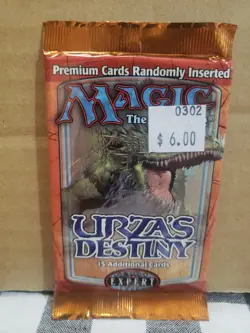 Premium Cards Randomly Inserted
MAGIC
The
0302
$ 6.00
URZA'S
DESTINY
15 Additional Cards
EXPERT